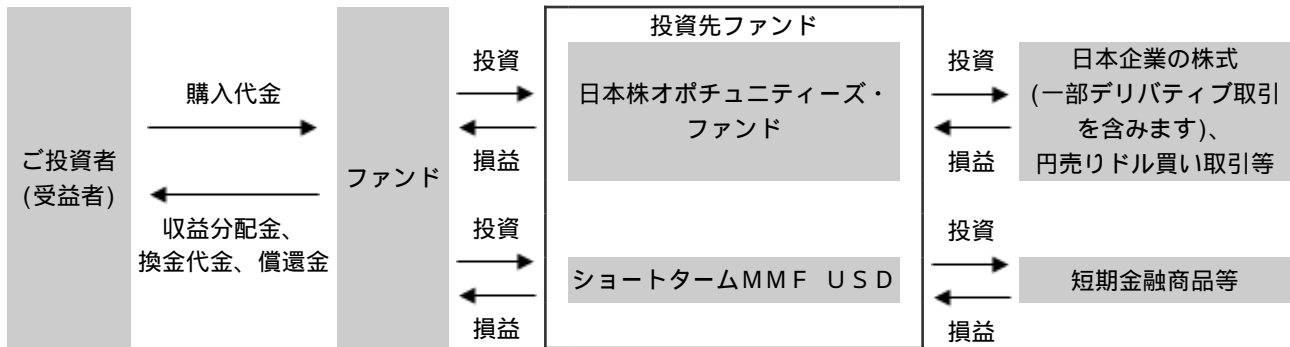 ご投資者
(受益者)
購入代金
収益分配金、
換金代金、償還金
ファンド
投資
損益
投資
損益
投資先ファンド
日本株オポチュニティーズ・
ファンド
ショートタームＭＭＦ　ＵＳＤ
投資
損益
投資
損益
日本企業の株式
(一部デリバティブ取引
を含みます)、
円売りドル買い取引等
短期金融商品等